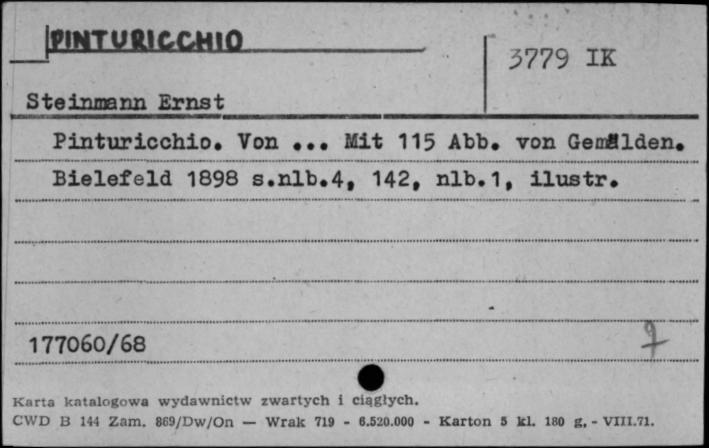 PINTURICCHIO
3779 IK
Steinmann Ernst
Pinturicchio. Von ... Mit 115 Abb. von Gemälden.
Bielefeld 1898 s.nlb.4, 142, nlb.1, ilustr.
177060/68
Karta katalogowa wydawnictw zwartych i ciągłych.
CWD B 144 Zam. 869/Dw/On — Wrak 719 - 6.520.000 - Karton 5 kl. 180 g, - VIII.71.